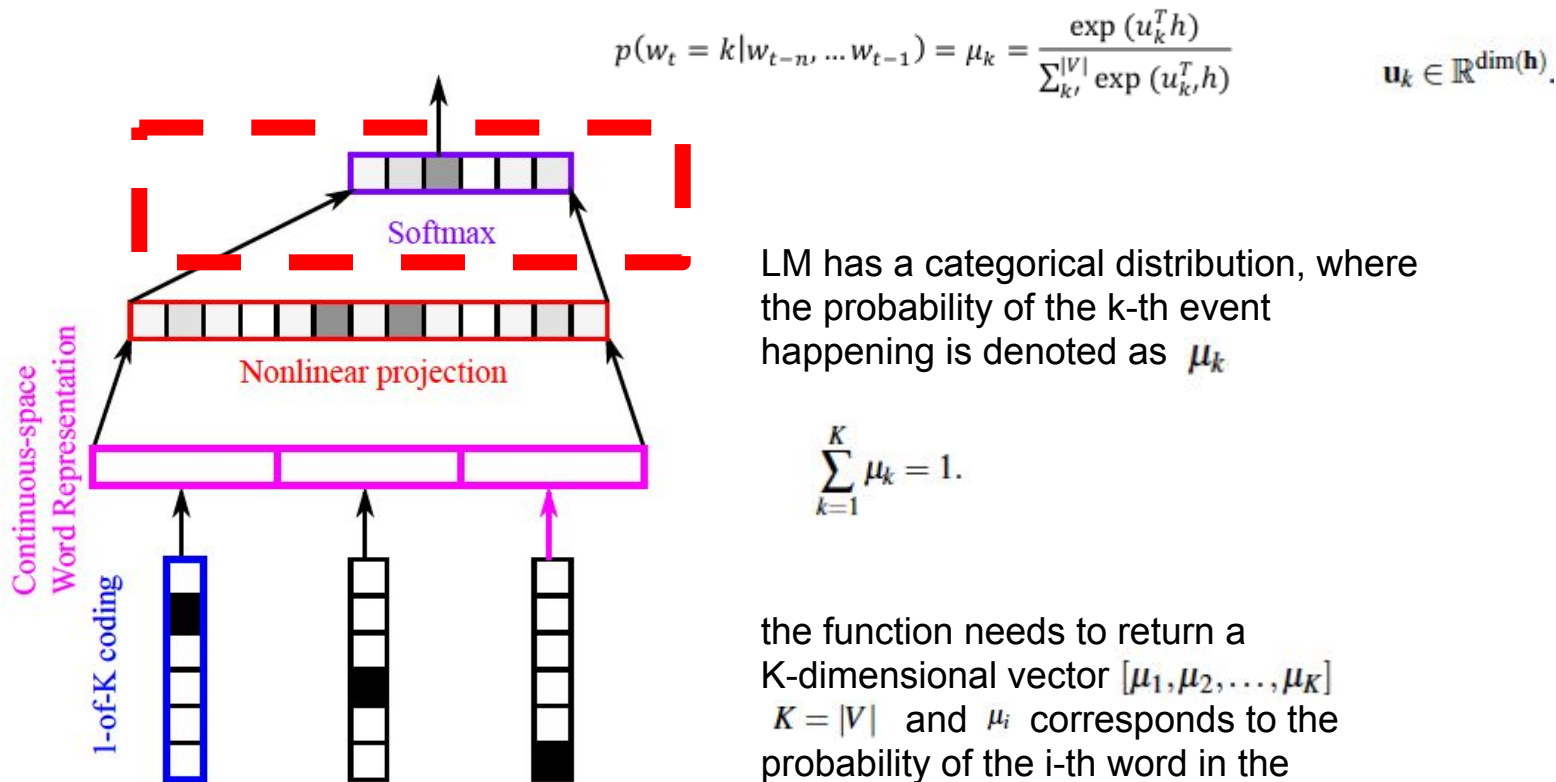 p(w_t = k|w_{t−n}, … w_{t−1}) = μ_k = exp (u_k^T h) / ∑_{k′}^{|V|} exp (u_{k′}^T h)    𝐮_k ∈ ℝ^{dim(𝐡)}.
Softmax
Nonlinear projection
Continuous-space
Word Representation
1-of-K coding
LM has a categorical distribution, where
the probability of the k-th event
happening is denoted as μ_k
∑_{k=1}^{K} μ_k = 1.
the function needs to return a
K-dimensional vector [μ_1, μ_2, …, μ_K]
K = |V| and μ_i corresponds to the
probability of the i-th word in the